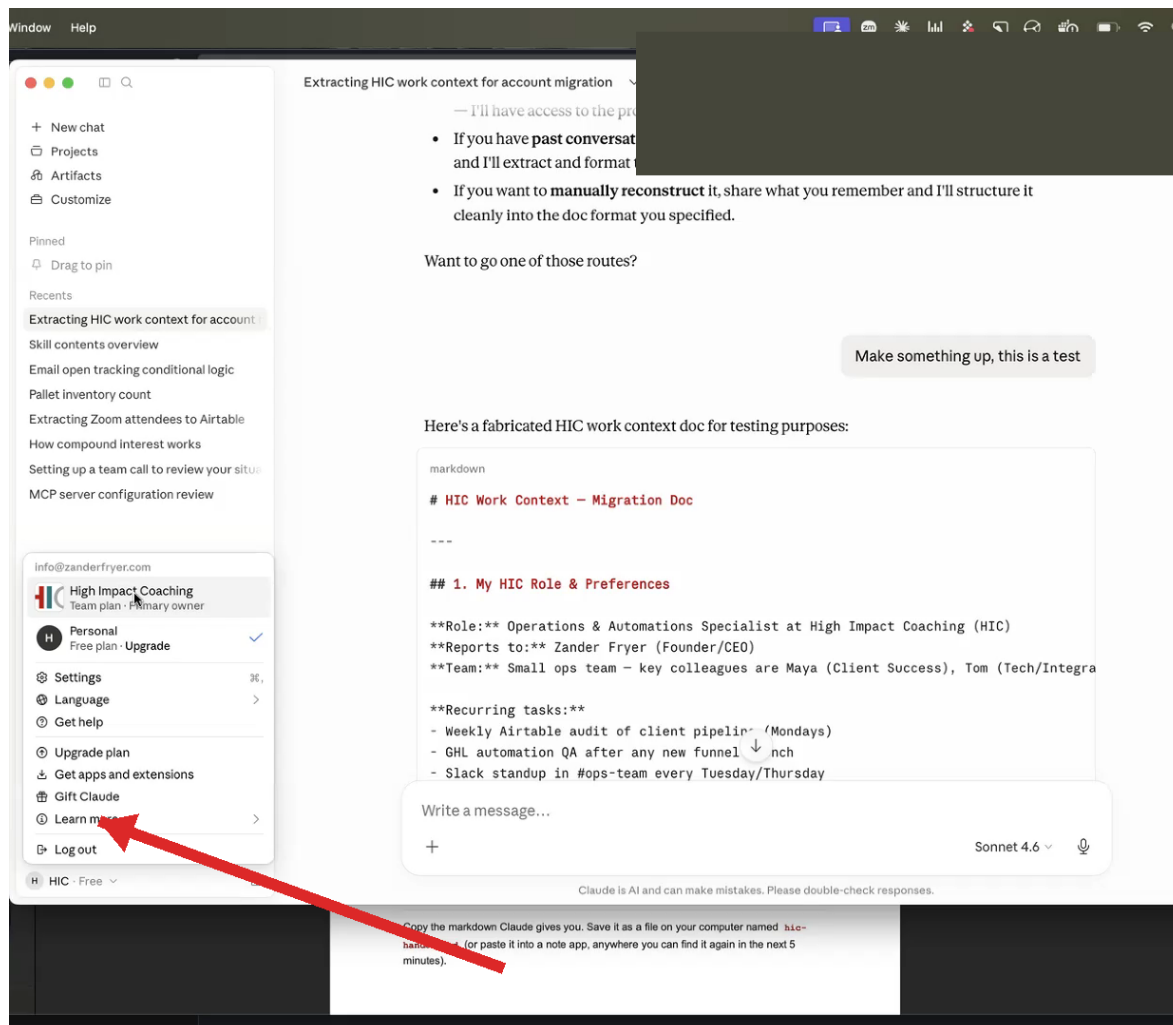 Window Help
zm
Extracting HIC work context for account migration
New chat
Projects
Artifacts
Customize
Pinned
Drag to pin
Recents
Extracting HIC work context for account
Skill contents overview
Email open tracking conditional logic
Pallet inventory count
Extracting Zoom attendees to Airtable
How compound interest works
Setting up a team call to review your situa
MCP server configuration review
info@zanderfryer.com
HIC
High Impact Coaching
Team plan · Primary owner
H
Personal
Free plan · Upgrade
Settings ⌘,
Language
Get help
Upgrade plan
Get apps and extensions
Gift Claude
Learn
Log out
H HIC · Free
— I'll have access to the
• If you have past
and I'll extract and format
• If you want to manually reconstruct it, share what you remember and I'll structure it
cleanly into the doc format you specified.
Want to go one of those routes?
Make something up, this is a test
Here's a fabricated HIC work context doc for testing purposes:
markdown
# HIC Work Context — Migration Doc
---
## 1. My HIC Role & Preferences
**Role:** Operations & Automations Specialist at High Impact Coaching (HIC)
**Reports to:** Zander Fryer (Founder/CEO)
**Team:** Small ops team — key colleagues are Maya (Client Success), Tom (Tech/Integra
**Recurring tasks:**
- Weekly Airtable audit of client pipeline (Mondays)
- GHL automation QA after any new funnel
- Slack standup in #ops-team every Tuesday/Thursday
Write a message...
Sonnet 4.6
Claude is AI and can make mistakes. Please double-check responses.
Copy the markdown Claude gives you. Save it as a file on your computer named hic-
(or paste it into a note app, anywhere you can find it again in the next 5
minutes).